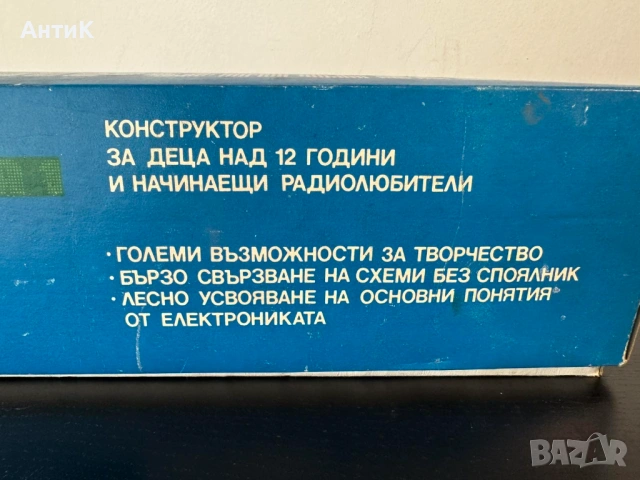 АнтиК
КОНСТРУКТОР
ЗА ДЕЦА НАД 12 ГОДИНИ
И НАЧИНАЕЩИ РАДИОЛЮБИТЕЛИ
· ГОЛЕМИ ВЪЗМОЖНОСТИ ЗА ТВОРЧЕСТВО
· БЪРЗО СВЪРЗВАНЕ НА СХЕМИ БЕЗ СПОЯЛНИК
· ЛЕСНО УСВОЯВАНЕ НА ОСНОВНИ ПОНЯТИЯ
ОТ ЕЛЕКТРОНИКАТА
BAZAR